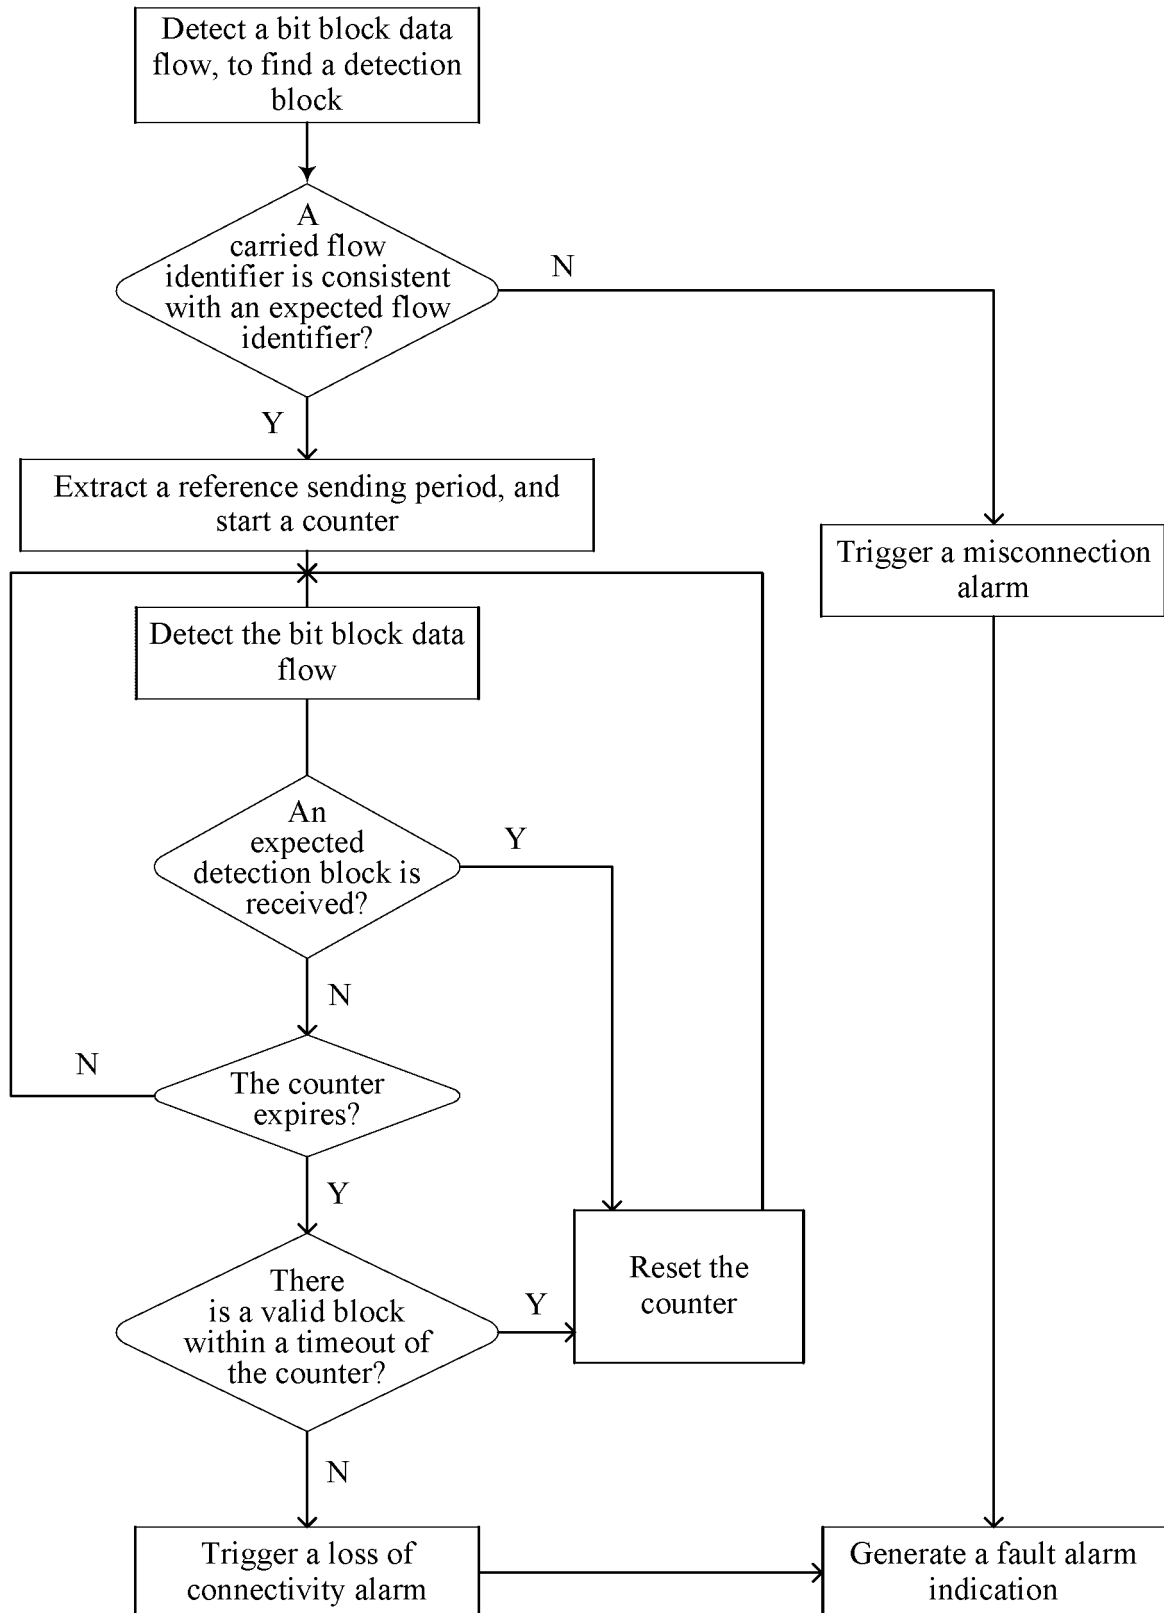 Detect a bit block data
flow, to find a detection
block
A
carried flow
identifier is consistent
with an expected flow
identifier?
N
Y
Extract a reference sending period, and
start a counter
Trigger a misconnection
alarm
Detect the bit block data
flow
An
expected
detection block is
received?
Y
N
N
The counter
expires?
Y
There
is a valid block
within a timeout of
the counter?
Y
Reset the
counter
N
Trigger a loss of
connectivity alarm
Generate a fault alarm
indication